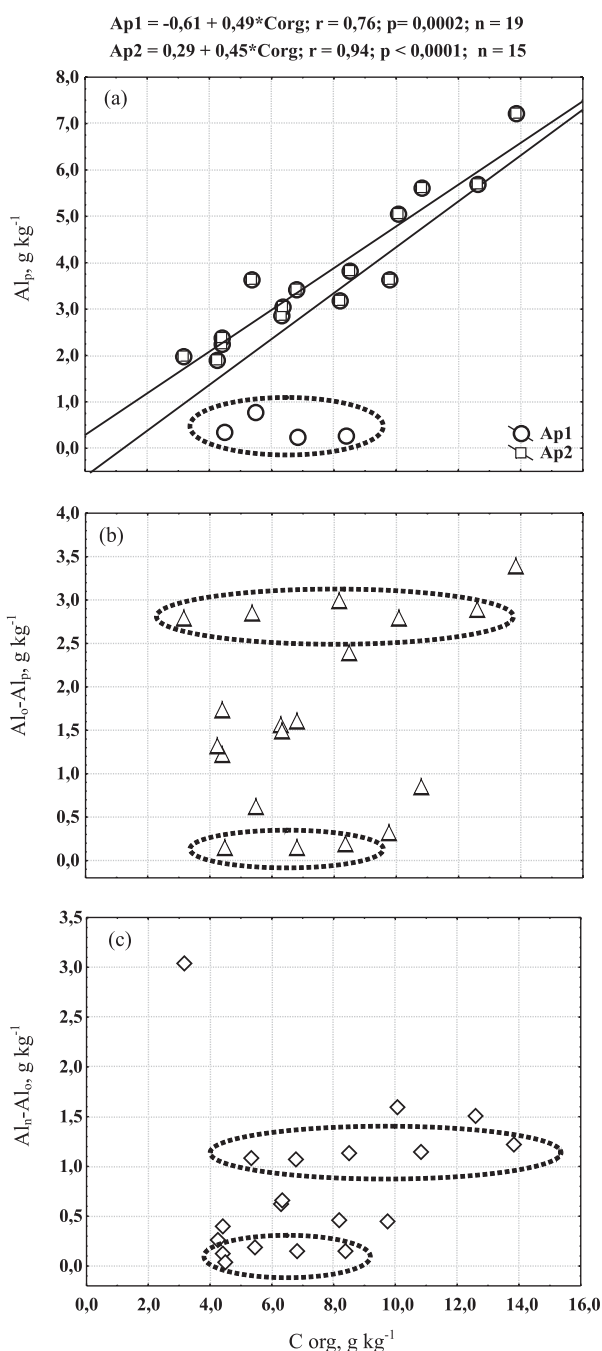 Ap1 = -0,61 + 0,49*Corg; r = 0,76; p= 0,0002; n = 19
Ap2 = 0,29 + 0,45*Corg; r = 0,94; p < 0,0001; n = 15
8,0
(a)
7,0
6,0
5,0
4,0
3,0
2,0
1,0
0,0
Alp, g kg-1
Ap1
Ap2
4,0
(b)
3,5
3,0
2,5
2,0
1,5
1,0
0,5
0,0
Alo-Alp, g kg-1
3,5
(c)
3,0
2,5
2,0
1,5
1,0
0,5
0,0
Aln-Alo, g kg-1
0,0 2,0 4,0 6,0 8,0 10,0 12,0 14,0 16,0
C org, g kg-1